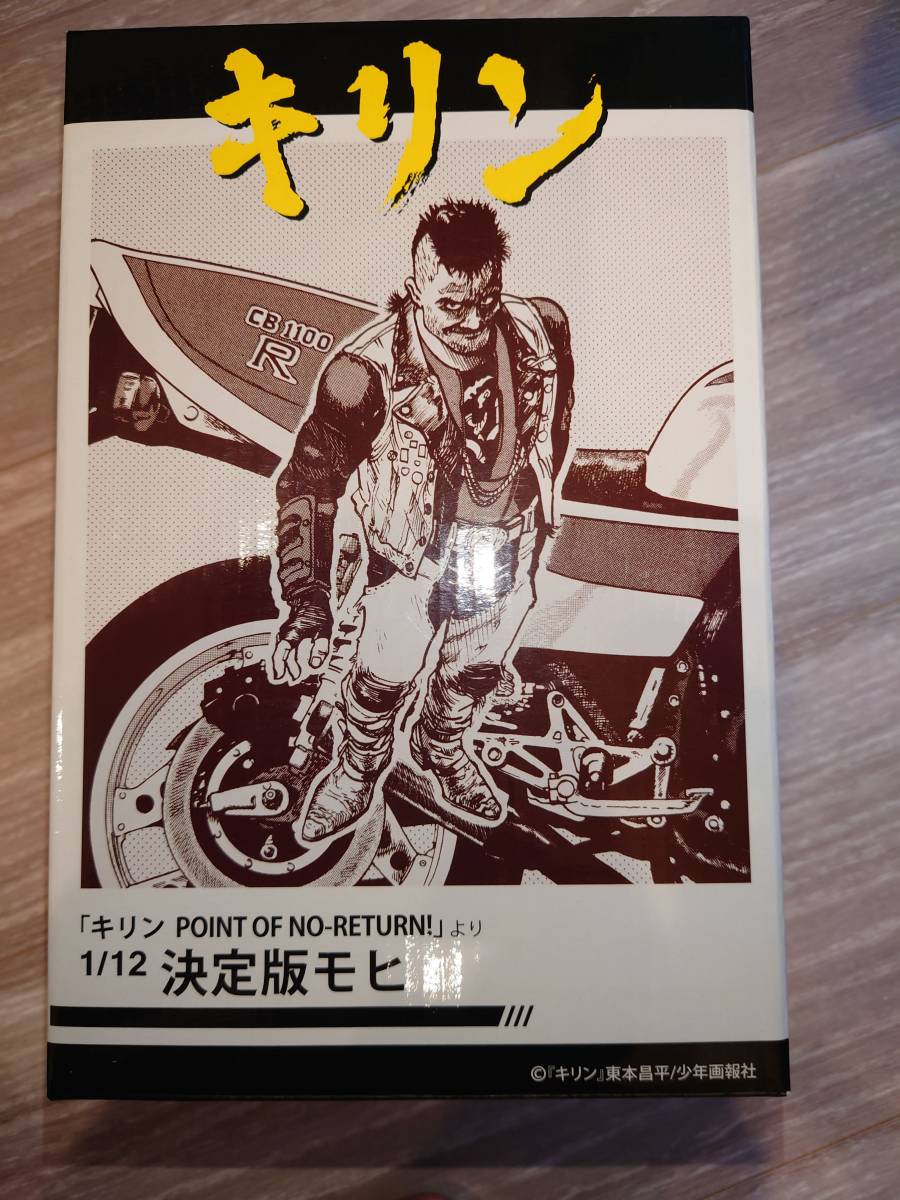 キリン
CB 1100
R
「キリン POINT OF NO-RETURN!」より
1/12 決定版モヒ
©『キリン』東本昌平/少年画報社